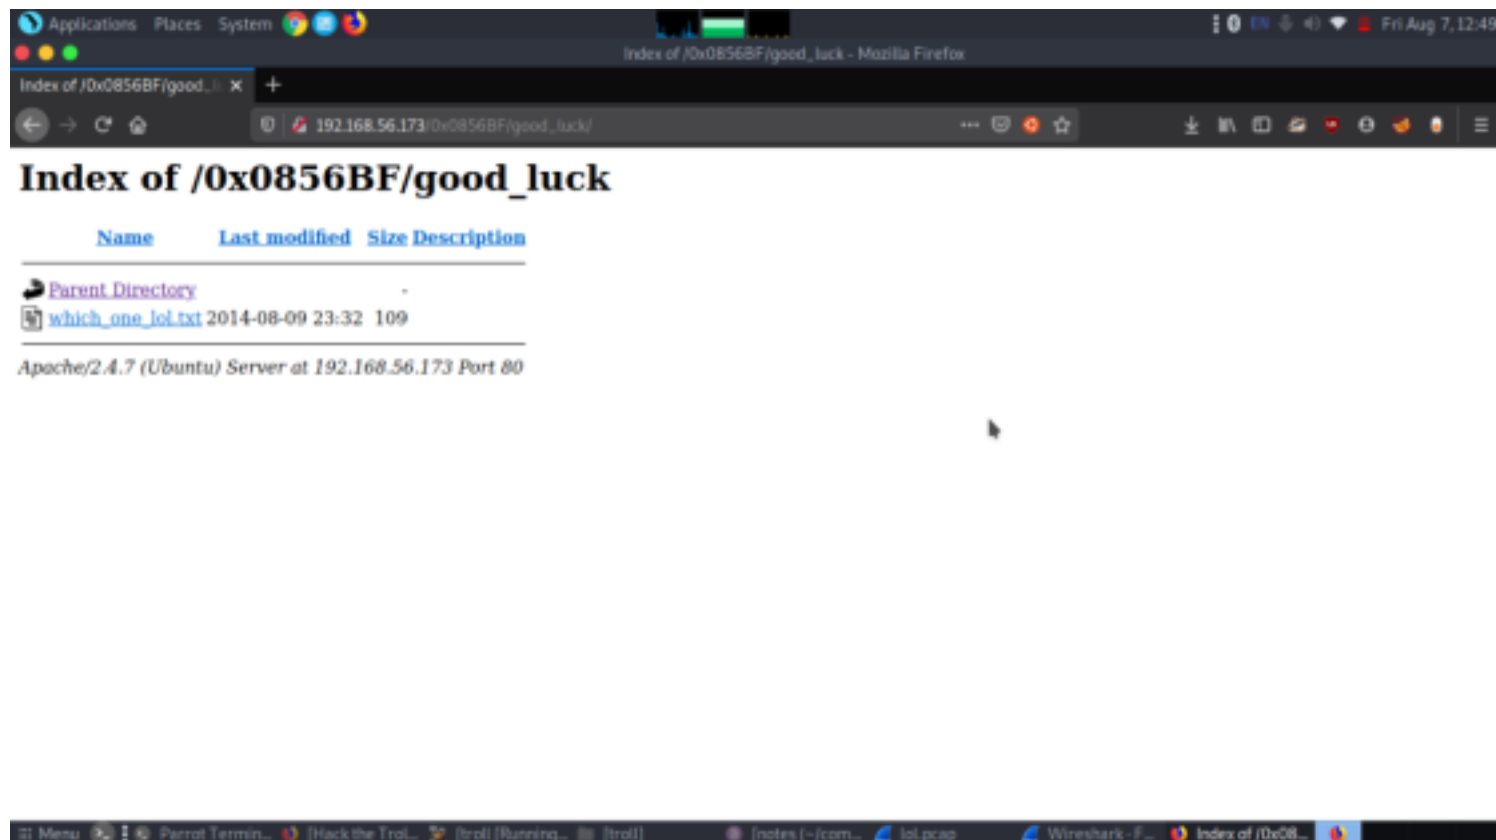 Applications Places System EN Fri Aug 7, 12:49
Index of /0x0856BF/good_luck - Mozilla Firefox
Index of /0x0856BF/good_l
192.168.56.173/0x0856BF/good_luck/
Index of /0x0856BF/good_luck
Name Last modified Size Description
Parent Directory -
which_one_lol.txt 2014-08-09 23:32 109
Apache/2.4.7 (Ubuntu) Server at 192.168.56.173 Port 80
Menu Parrot Termin... [Hack the Trol... [troll [Running... [troll] [notes (~/com... lol.pcap Wireshark · F... Index of /0x08...